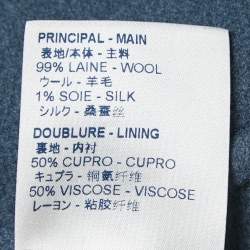 PRINCIPAL - MAIN
表地/本体 - 主料
99% LAINE - WOOL
ウール - 羊毛
1% SOIE - SILK
シルク - 桑蚕丝
DOUBLURE - LINING
裏地 - 内衬
50% CUPRO - CUPRO
キュプラ - 铜氨纤维
50% VISCOSE - VISCOSE
レーヨン - 粘胶纤维